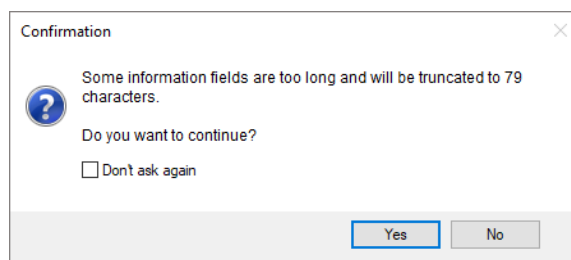 Confirmation
Some information fields are too long and will be truncated to 79
characters.
Do you want to continue?
Don't ask again
Yes
No